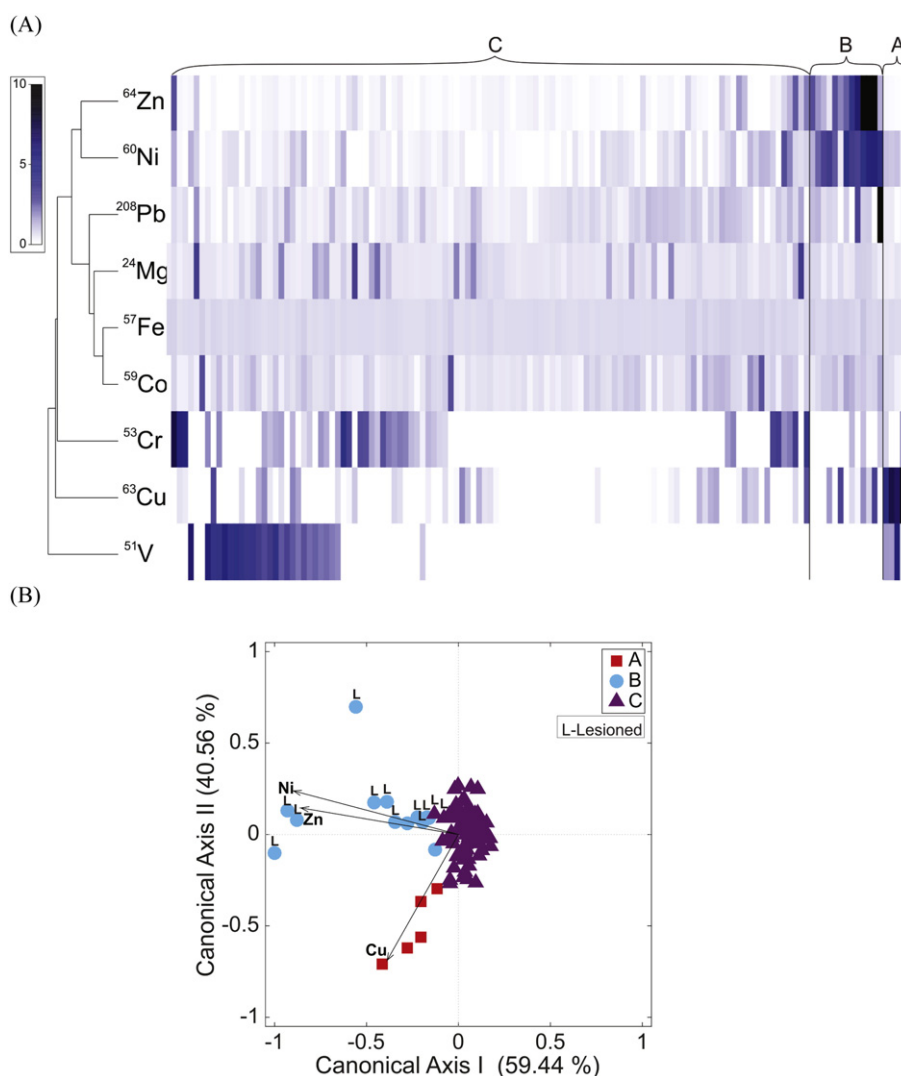 (A)
C B A
10
5
0
64Zn
60Ni
208Pb
24Mg
57Fe
59Co
53Cr
63Cu
51V
(B)
Canonical Axis II (40.56 %)
1
0.5
0
-0.5
-1
A
B
C
L-Lesioned
L
Ni
L L
L L
Zn
L
L L
L
L L
L
Cu
-1 -0.5 0 0.5 1
Canonical Axis I (59.44 %)